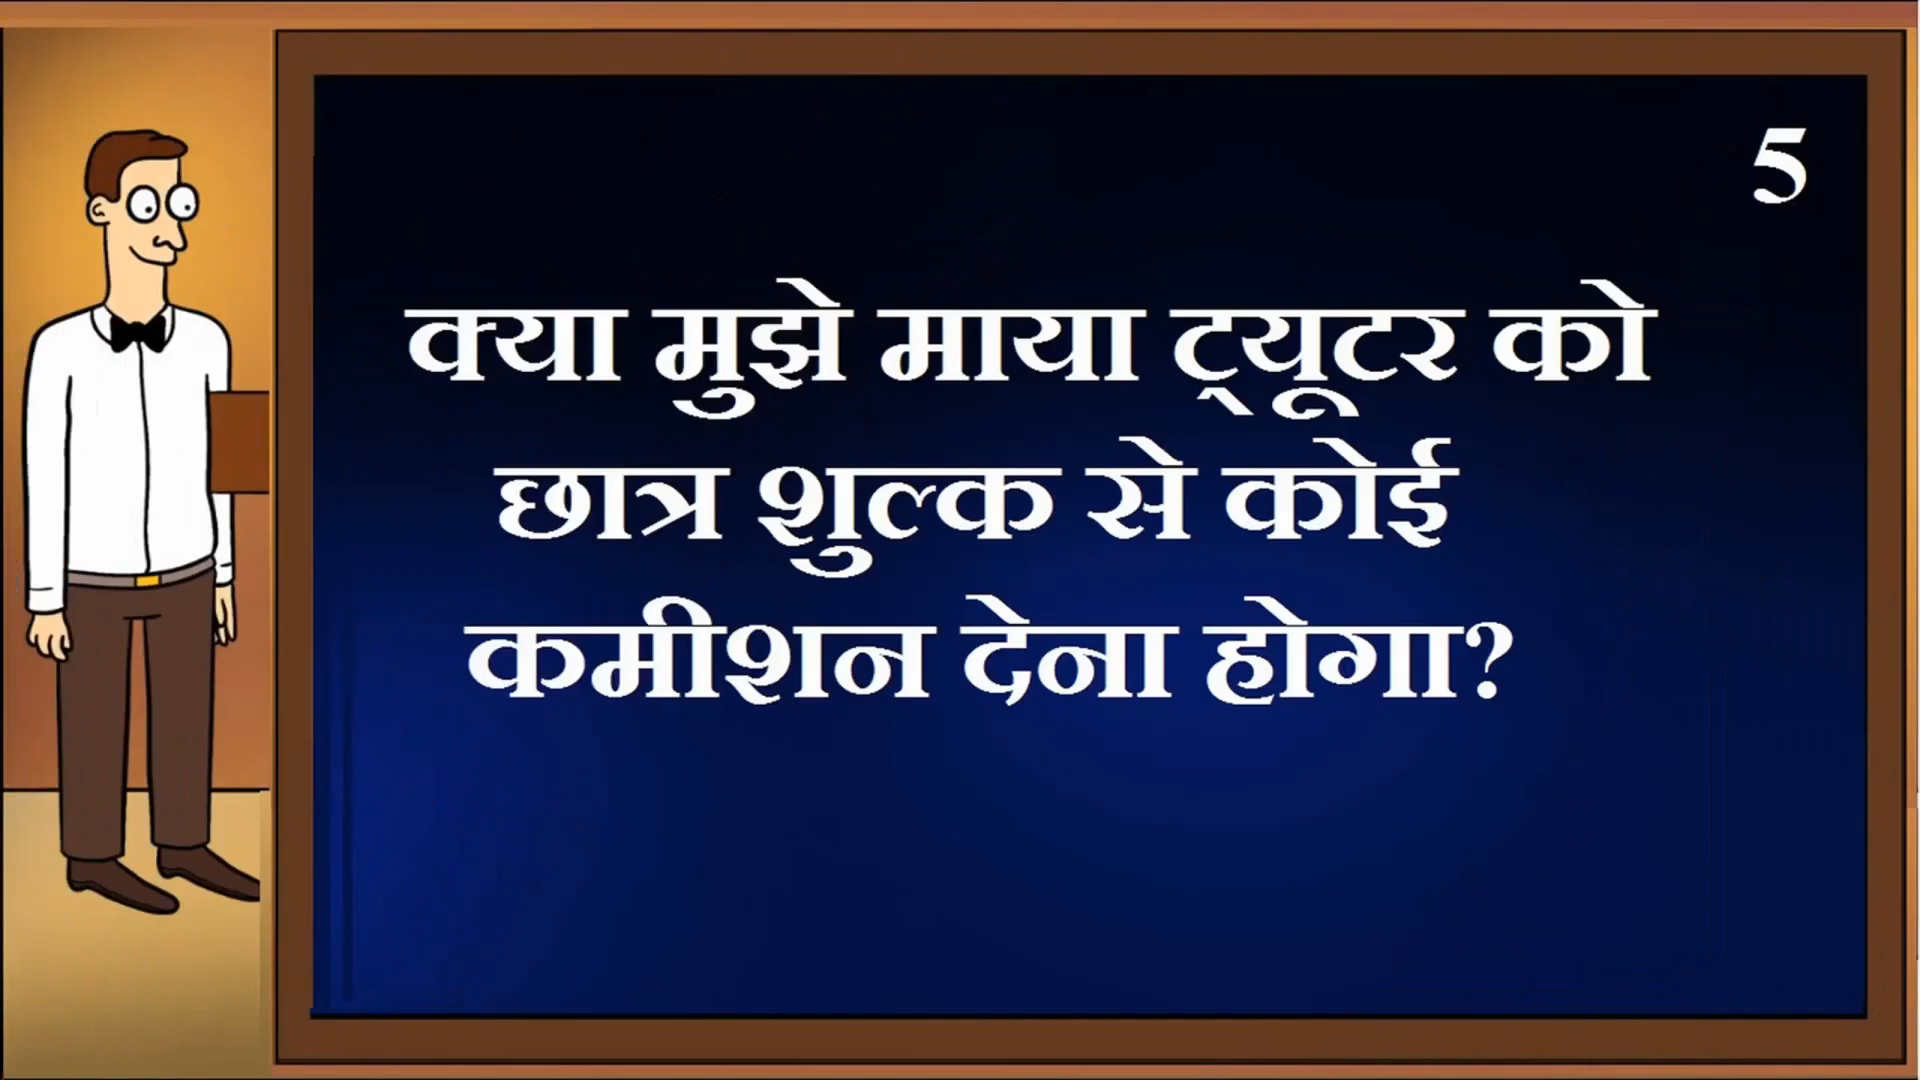 5
क्या मुझे माया ट्यूटर को
छात्र शुल्क से कोई
कमीशन देना होगा?